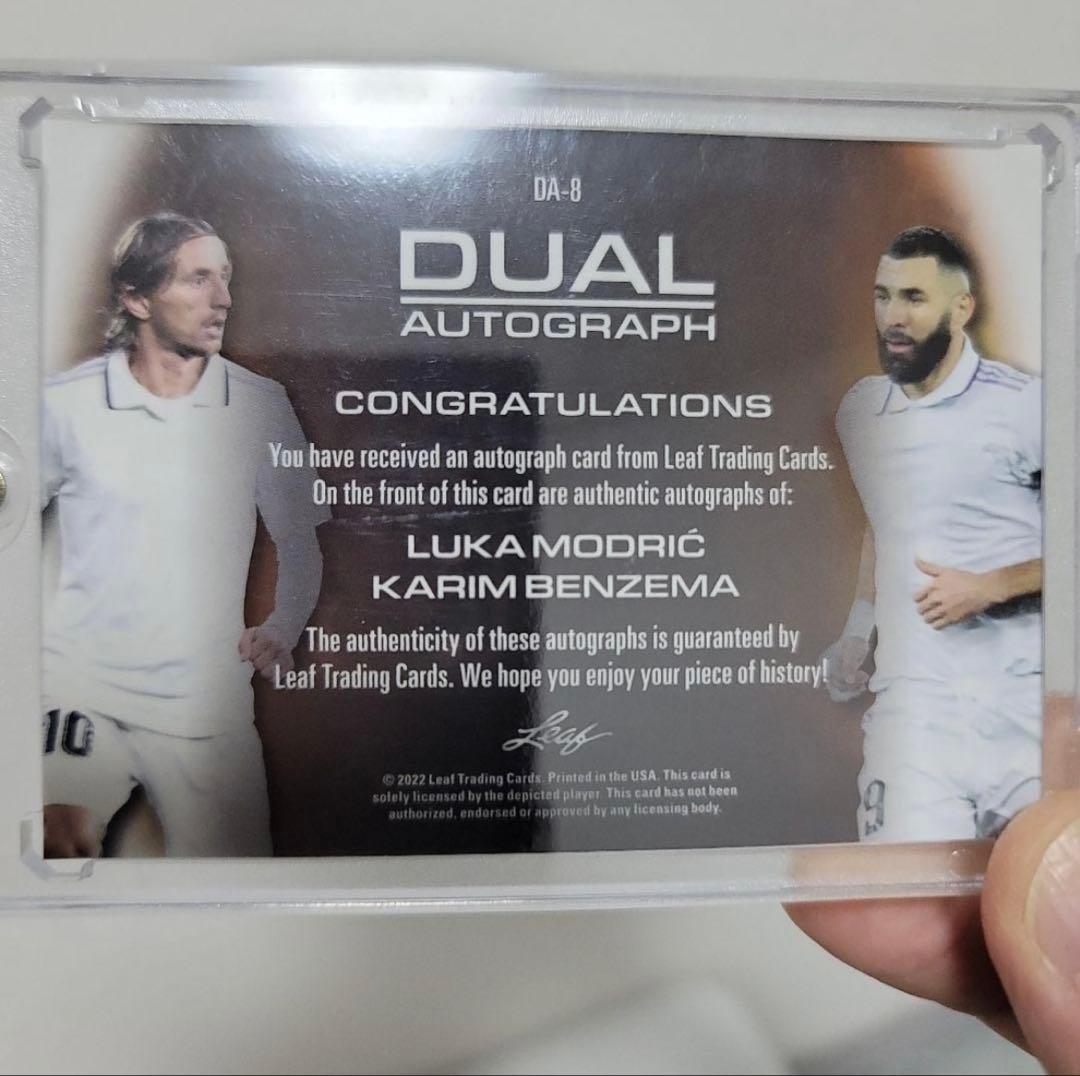 DA-8
DUAL
AUTOGRAPH
CONGRATULATIONS
You have received an autograph card from Leaf Trading Cards.
On the front of this card are authentic autographs of:
LUKA MODRIĆ
KARIM BENZEMA
The authenticity of these autographs is guaranteed by
Leaf Trading Cards. We hope you enjoy your piece of history!
Leaf
© 2022 Leaf Trading Cards. Printed in the USA. This card is
solely licensed by the depicted player. This card has not been
authorized, endorsed or approved by any licensing body.
10
9